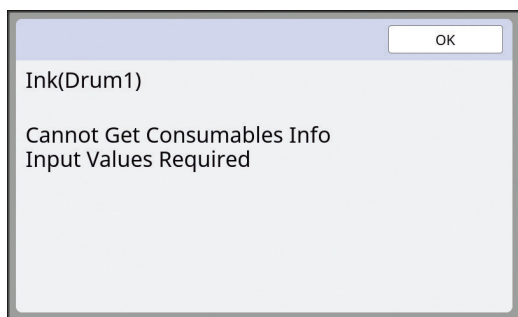 OK
Ink(Drum1)
Cannot Get Consumables Info
Input Values Required